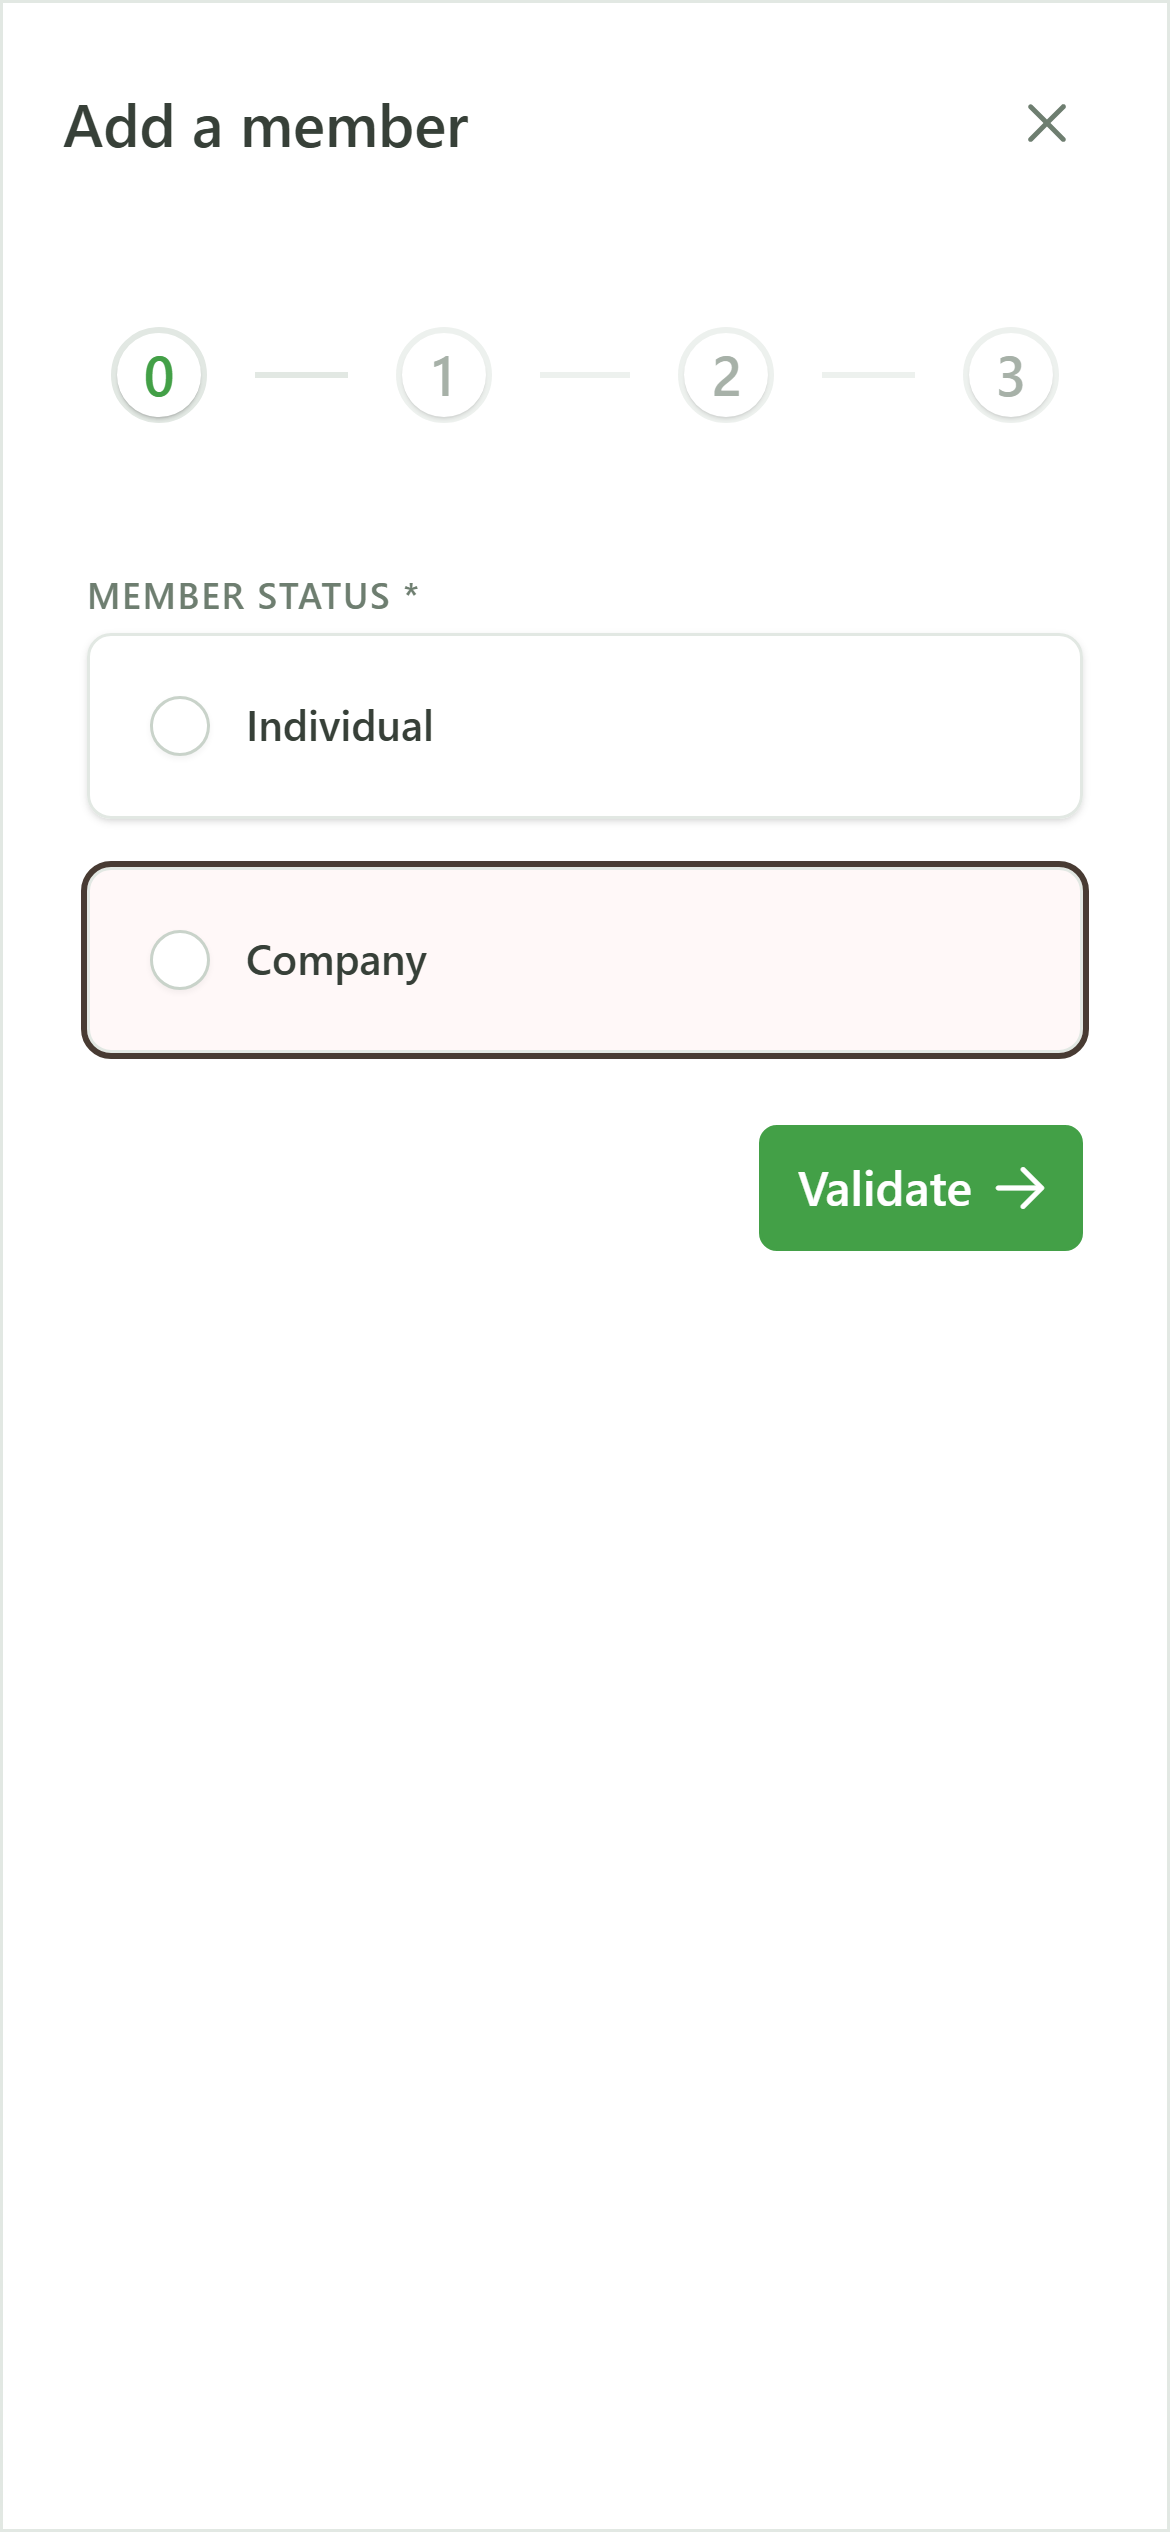 Add a member
0 1 2 3
MEMBER STATUS *
Individual
Company
Validate